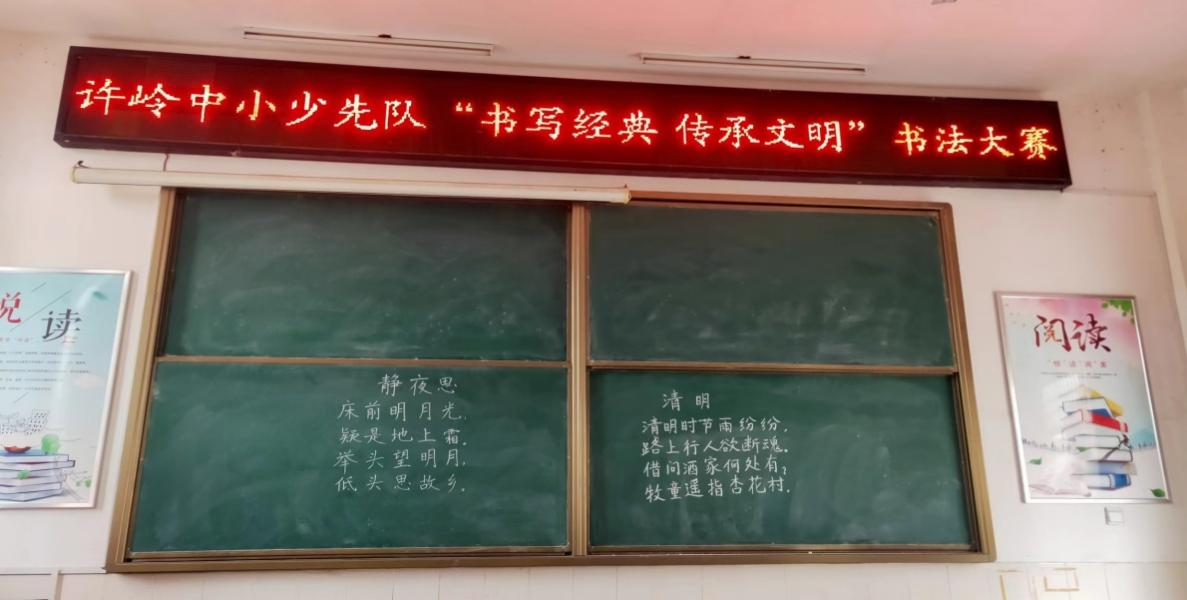 许岭中小少先队“书写经典 传承文明”书法大赛
静夜思
床前明月光,
疑是地上霜。
举头望明月,
低头思故乡。
清明
清明时节雨纷纷,
路上行人欲断魂。
借问酒家何处有?
牧童遥指杏花村。
悦
读
阅读